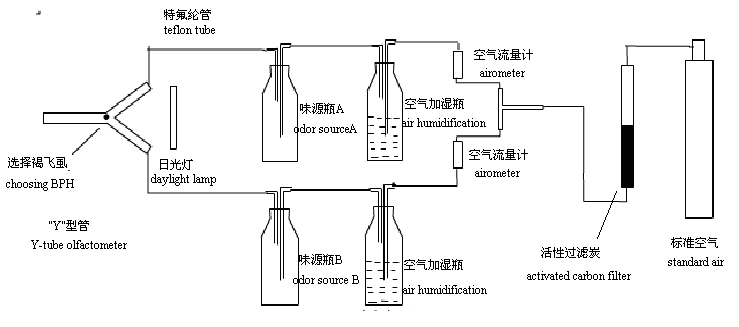 特氟纶管
teflon tube
空气流量计
airometer
味源瓶A
odor sourceA
空气加湿瓶
air humidification
选择褐飞虱
choosing BPH
日光灯
daylight lamp
空气流量计
airometer
"Y"型管
Y-tube olfactometer
味源瓶B
odor source B
空气加湿瓶
air humidification
活性过滤炭
activated carbon filter
标准空气
standard air